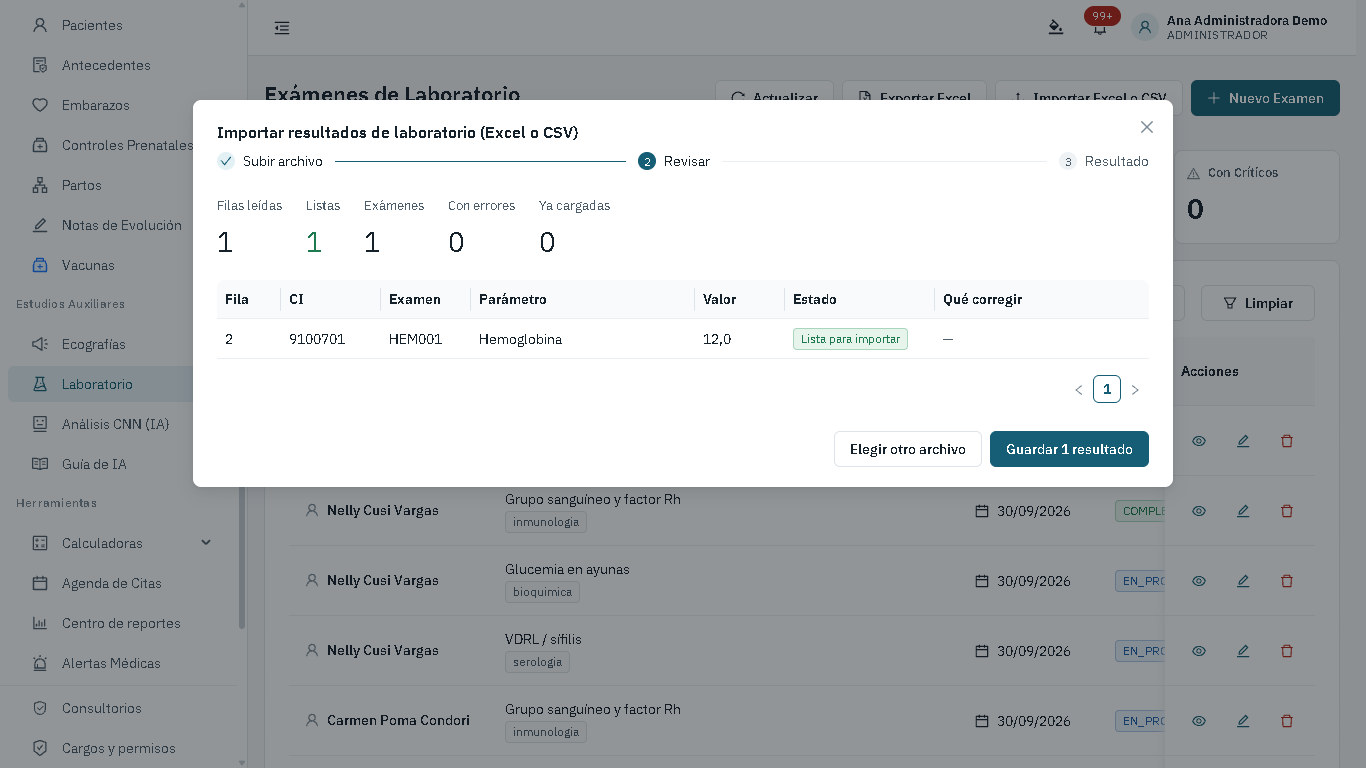 Pacientes
Antecedentes
Embarazos
Controles Prenatales
Partos
Notas de Evolución
Vacunas
Estudios Auxiliares
Ecografías
Laboratorio
Análisis CNN (IA)
Guía de IA
Herramientas
Calculadoras
Agenda de Citas
Centro de reportes
Alertas Médicas
Consultorios
Cargos y permisos
99+
Ana Administradora Demo
ADMINISTRADOR
Exámenes de Laboratorio
Actualizar
Exportar Excel
Importar Excel o CSV
Nuevo Examen
Con Críticos
0
Limpiar
Acciones
Importar resultados de laboratorio (Excel o CSV)
Subir archivo
2 Revisar
3 Resultado
Filas leídas Listas Exámenes Con errores Ya cargadas
1 1 1 0 0
Fila CI Examen Parámetro Valor Estado Qué corregir
2 9100701 HEM001 Hemoglobina 12,0 Lista para importar —
1
Elegir otro archivo
Guardar 1 resultado
Nelly Cusi Vargas
Grupo sanguíneo y factor Rh
inmunologia
30/09/2026
COMPLE
Nelly Cusi Vargas
Glucemia en ayunas
bioquimica
30/09/2026
EN_PRO
Nelly Cusi Vargas
VDRL / sífilis
serologia
30/09/2026
EN_PRO
Carmen Poma Condori
Grupo sanguíneo y factor Rh
inmunologia
30/09/2026
EN_PRO